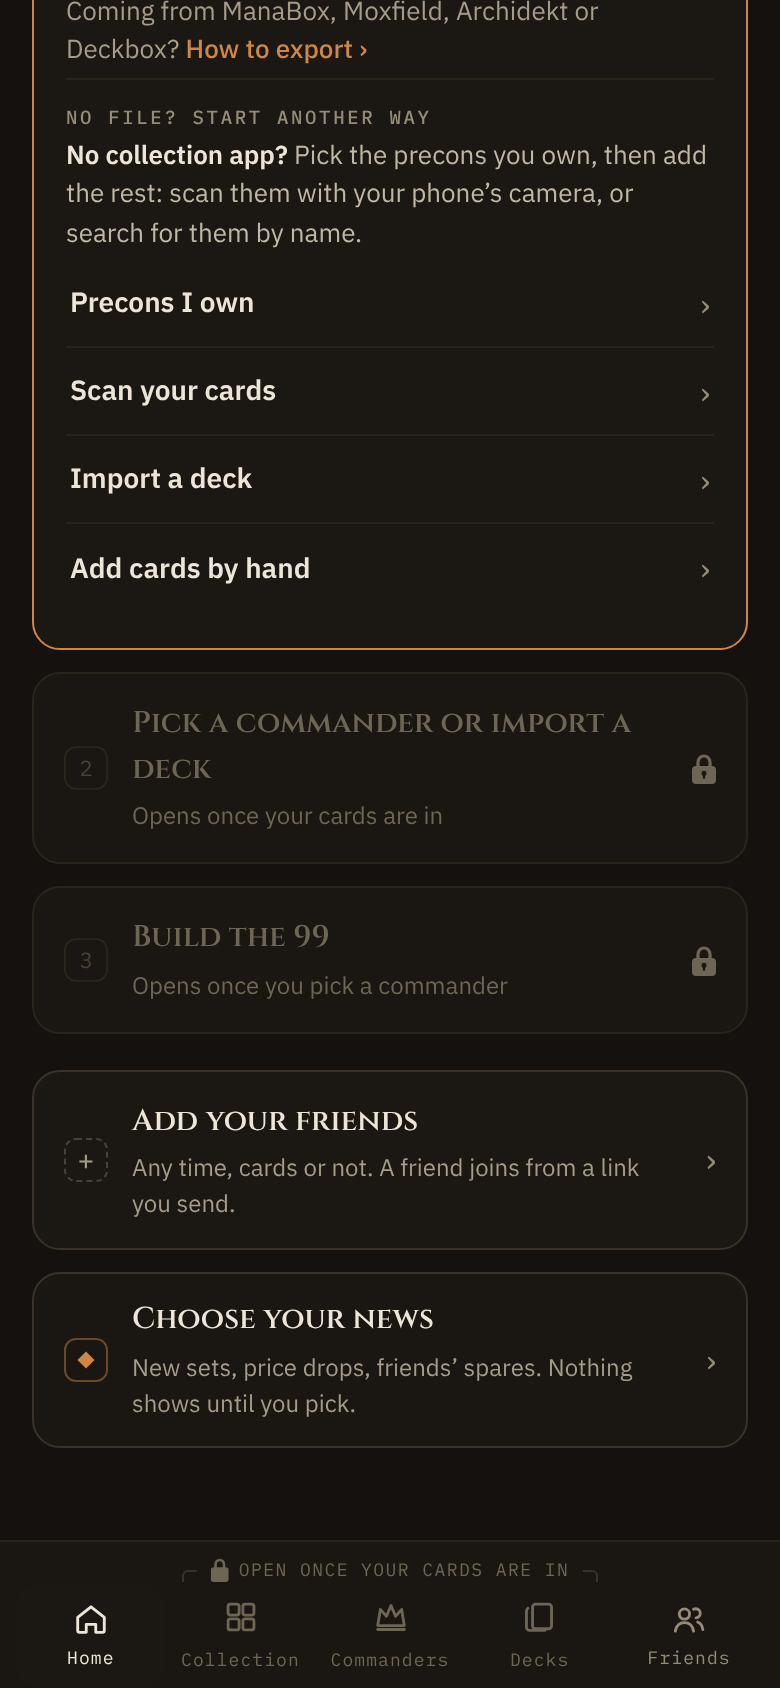 Coming from ManaBox, Moxfield, Archidekt or
Deckbox? How to export ›
NO FILE? START ANOTHER WAY
No collection app? Pick the precons you own, then add
the rest: scan them with your phone’s camera, or
search for them by name.
Precons I own ›
Scan your cards ›
Import a deck ›
Add cards by hand ›
2
Pick a commander or import a
deck
Opens once your cards are in
3
Build the 99
Opens once you pick a commander
+
Add your friends
Any time, cards or not. A friend joins from a link
you send.
›
Choose your news
New sets, price drops, friends’ spares. Nothing
shows until you pick.
›
OPEN ONCE YOUR CARDS ARE IN
Home Collection Commanders Decks Friends